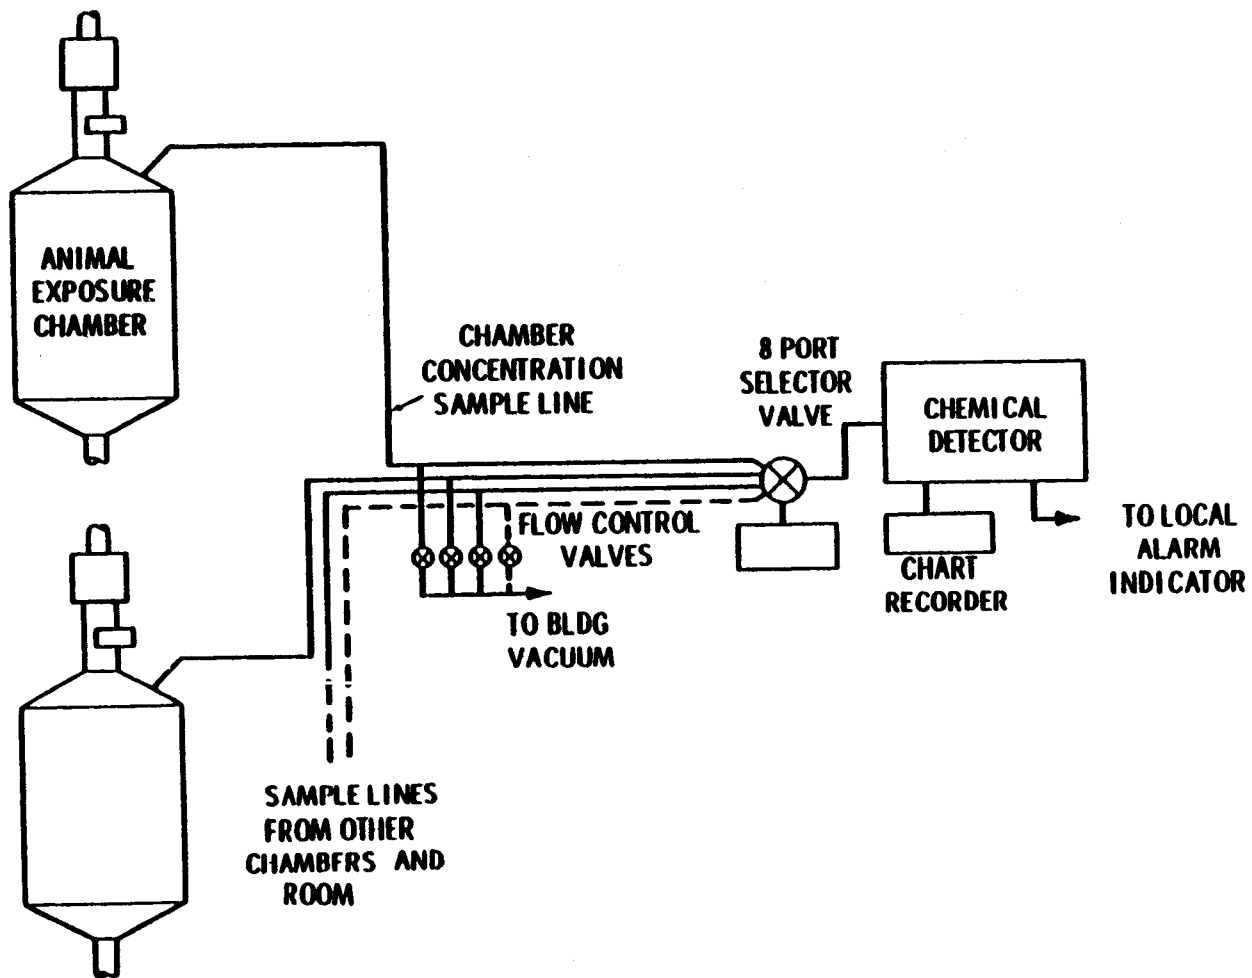 ANIMAL
EXPOSURE
CHAMBER
CHAMBER
CONCENTRATION
SAMPLE LINE
8 PORT
SELECTOR
VALVE
CHEMICAL
DETECTOR
FLOW CONTROL
VALVES
TO BLDG
VACUUM
CHART
RECORDER
TO LOCAL
ALARM
INDICATOR
SAMPLE LINES
FROM OTHER
CHAMBERS AND
ROOM